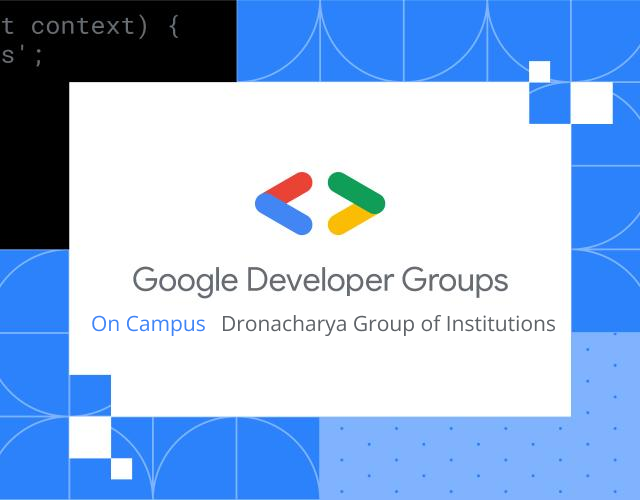 t context) {
s';
Google Developer Groups
On Campus Dronacharya Group of Institutions